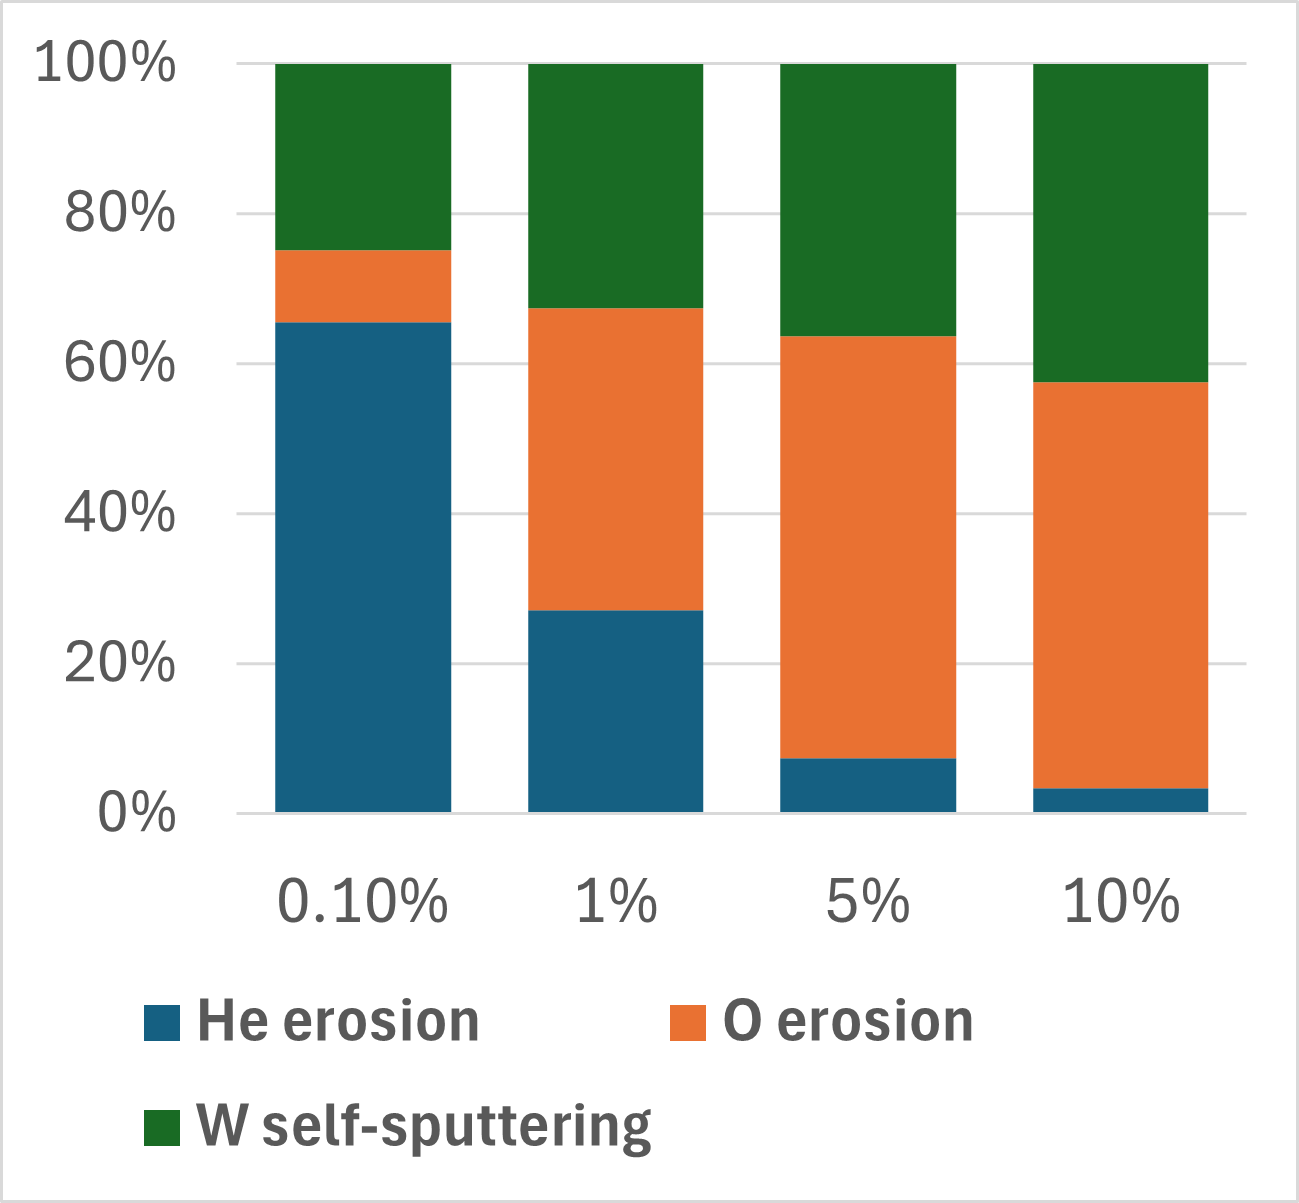 100%
80%
60%
40%
20%
0%
0.10% 1% 5% 10%
He erosion O erosion
W self-sputtering